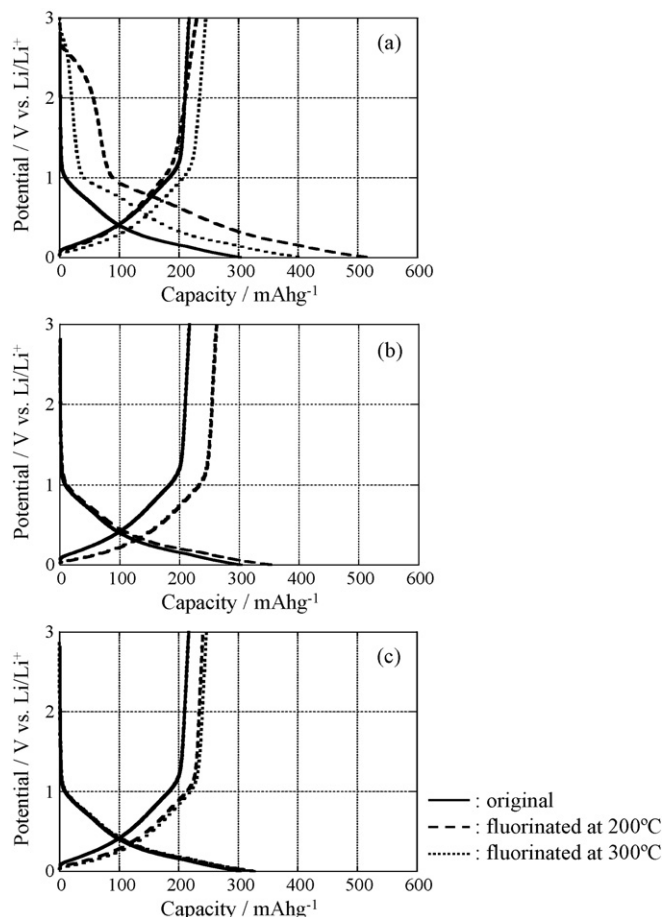 3
(a)
2
1
0
Potential / V vs. Li/Li⁺
0 100 200 300 400 500 600
Capacity / mAhg⁻¹
3
(b)
2
1
0
Potential / V vs. Li/Li⁺
0 100 200 300 400 500 600
Capacity / mAhg⁻¹
3
(c)
2
1
0
Potential / V vs. Li/Li⁺
0 100 200 300 400 500 600
Capacity / mAhg⁻¹
: original
: fluorinated at 200ºC
: fluorinated at 300ºC